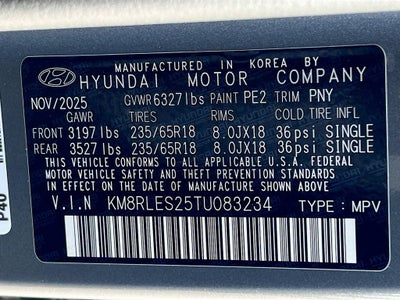 MANUFACTURED IN KOREA BY
HYUNDAI MOTOR COMPANY
NOV/2025 GVWR 6327lbs PAINT PE2 TRIM PNY
GAWR TIRES RIMS COLD TIRE INFL
FRONT 3197lbs 235/65R18 8.0JX18 36psi SINGLE
REAR 3527lbs 235/65R18 8.0JX18 36psi SINGLE
THIS VEHICLE CONFORMS TO ALL APPLICABLE U.S.A. FEDERAL
MOTOR VEHICLE SAFETY AND THEFT PREVENTION STANDARDS
IN EFFECT ON THE DATE OF MANUFACTURE SHOWN ABOVE.
V.I.N KM8RLES25TU083234 TYPE: MPV
P40